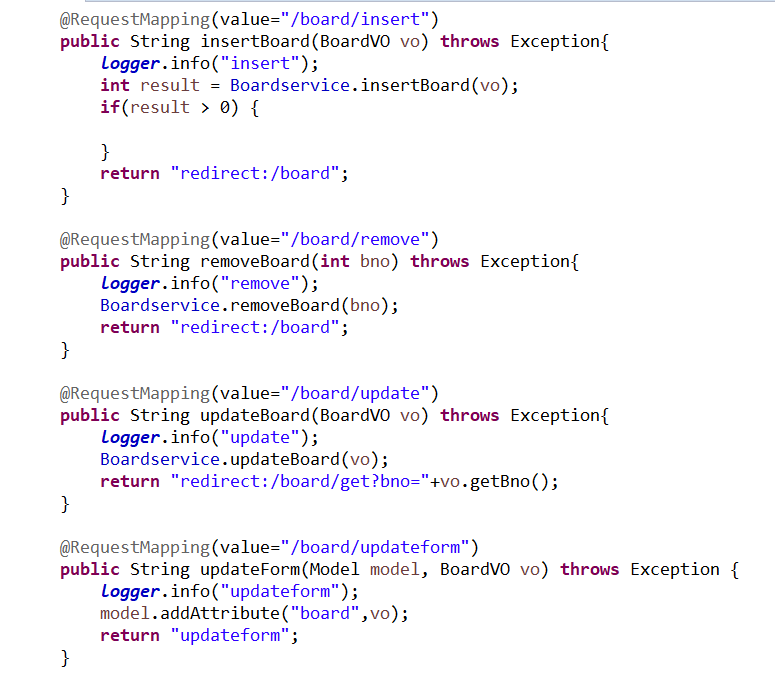 @RequestMapping(value="/board/insert")
public String insertBoard(BoardVO vo) throws Exception{
logger.info("insert");
int result = Boardservice.insertBoard(vo);
if(result > 0) {
}
return "redirect:/board";
}
@RequestMapping(value="/board/remove")
public String removeBoard(int bno) throws Exception{
logger.info("remove");
Boardservice.removeBoard(bno);
return "redirect:/board";
}
@RequestMapping(value="/board/update")
public String updateBoard(BoardVO vo) throws Exception{
logger.info("update");
Boardservice.updateBoard(vo);
return "redirect:/board/get?bno="+vo.getBno();
}
@RequestMapping(value="/board/updateform")
public String updateForm(Model model, BoardVO vo) throws Exception {
logger.info("updateform");
model.addAttribute("board",vo);
return "updateform";
}